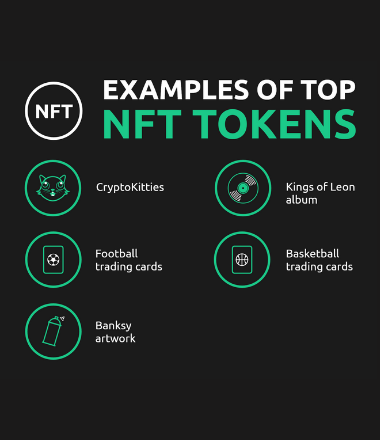 NFT
EXAMPLES OF TOP
NFT TOKENS
CryptoKitties
Kings of Leon
album
Football
trading cards
Basketball
trading cards
Banksy
artwork